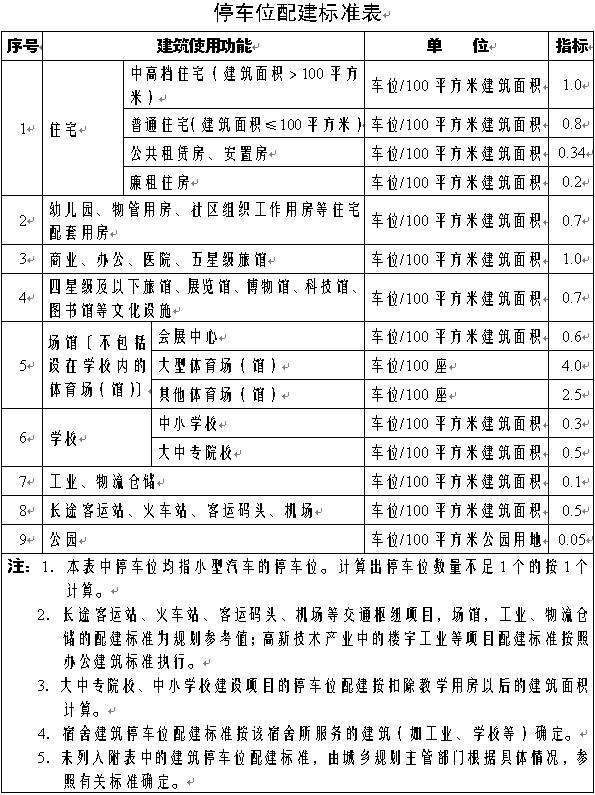 停车位配建标准表
序号 建筑使用功能 单 位 指标
1 住宅 中高档住宅（建筑面积＞100平方米） 车位/100平方米建筑面积 1.0
普通住宅（建筑面积≤100平方米） 车位/100平方米建筑面积 0.8
公共租赁房、安置房 车位/100平方米建筑面积 0.34
廉租住房 车位/100平方米建筑面积 0.2
2 幼儿园、物管用房、社区组织工作用房等住宅
配套用房 车位/100平方米建筑面积 0.7
3 商业、办公、医院、五星级旅馆 车位/100平方米建筑面积 1.0
4 四星级及以下旅馆、展览馆、博物馆、科技馆、
图书馆等文化设施 车位/100平方米建筑面积 0.7
5 场馆〔不包括
设在学校内的
体育场（馆）〕 会展中心 车位/100平方米建筑面积 0.6
大型体育场（馆） 车位/100座 4.0
其他体育场（馆） 车位/100座 2.5
6 学校 中小学校 车位/100平方米建筑面积 0.3
大中专院校 车位/100平方米建筑面积 0.5
7 工业、物流仓储 车位/100平方米建筑面积 0.1
8 长途客运站、火车站、客运码头、机场 车位/100平方米建筑面积 0.5
9 公园 车位/100平方米公园用地 0.05
注：1. 本表中停车位均指小型汽车的停车位。计算出停车位数量不足1个的按1个
计算。
2. 长途客运站、火车站、客运码头、机场等交通枢纽项目，场馆，工业、物流仓
储的配建标准为规划参考值；高新技术产业中的楼宇工业等项目配建标准按照
办公建筑标准执行。
3. 大中专院校、中小学校建设项目的停车位配建按扣除教学用房以后的建筑面积
计算。
4. 宿舍建筑停车位配建标准按该宿舍所服务的建筑（如工业、学校等）确定。
5. 未列入附表中的建筑停车位配建标准，由城乡规划主管部门根据具体情况，参
照有关标准确定。